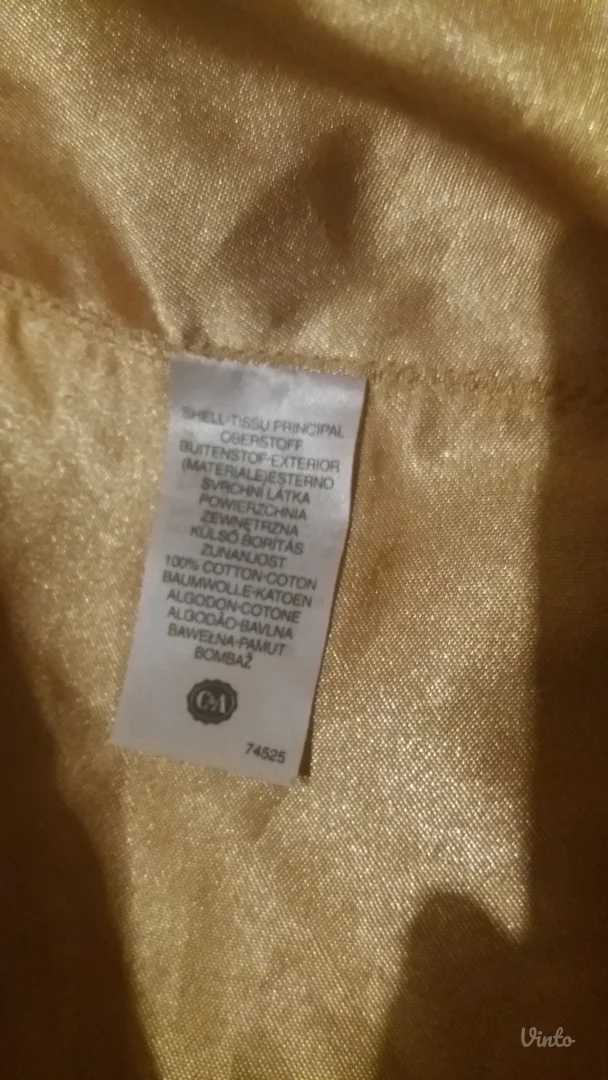 SHELL·TISSU PRINCIPAL
OBERSTOFF
BUITENSTOF·EXTERIOR
(MATERIALE)ESTERNO
SVRCHNÍ LÁTKA
POWIERZCHNIA
ZEWNĘTRZNA
KÜLSŐ BORÍTÁS
ZUNANJOST
100% COTTON·COTON
BAUMWOLLE·KATOEN
ALGODON·COTONE
ALGODÃO·BAVLNA
BAWEŁNA·PAMUT
BOMBAŽ
C&A
74525
Vinto